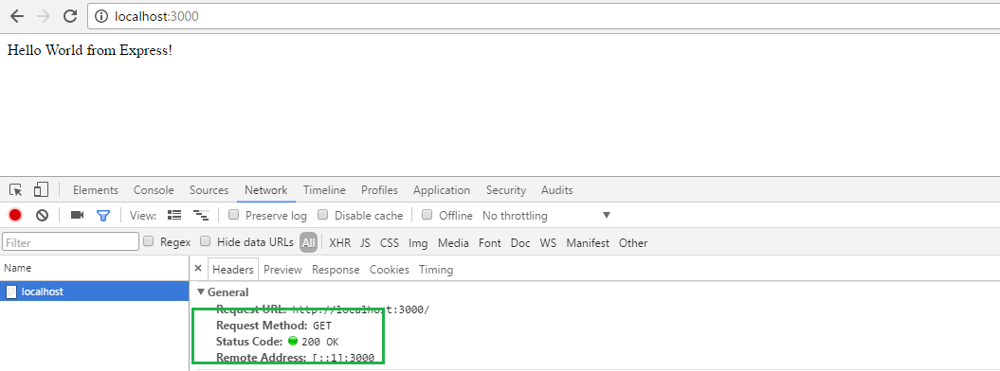 localhost:3000
Hello World from Express!
Elements Console Sources Network Timeline Profiles Application Security Audits
View: Preserve log Disable cache Offline No throttling
Filter Regex Hide data URLs All XHR JS CSS Img Media Font Doc WS Manifest Other
Name × Headers Preview Response Cookies Timing
localhost
General
Request URL: http://localhost:3000/
Request Method: GET
Status Code: 200 OK
Remote Address: [::1]:3000